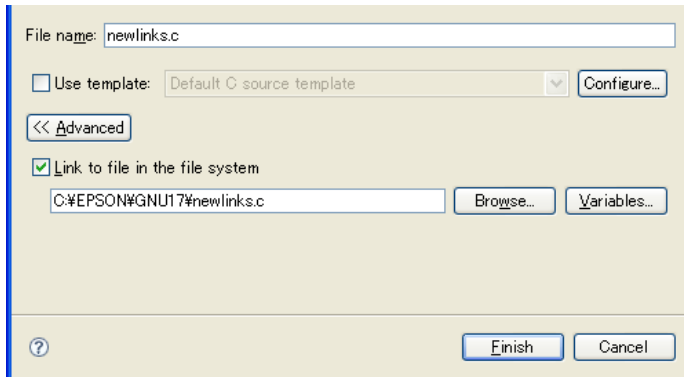 File name: newlinks.c
Use template: Default C source template Configure...
<< Advanced
Link to file in the file system
C:¥EPSON¥GNU17¥newlinks.c Browse... Variables...
? Finish Cancel